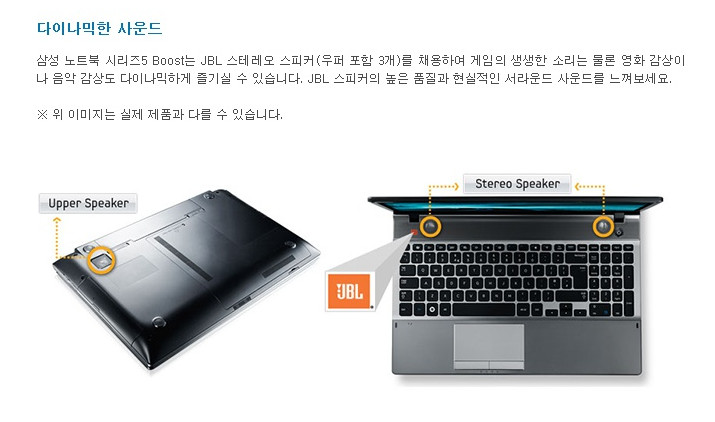 다이나믹한 사운드
삼성 노트북 시리즈5 Boost는 JBL 스테레오 스피커(우퍼 포함 3개)를 채용하여 게임의 생생한 소리는 물론 영화 감상이
나 음악 감상도 다이나믹하게 즐기실 수 있습니다. JBL 스피커의 높은 품질과 현실적인 서라운드 사운드를 느껴보세요.
※ 위 이미지는 실제 제품과 다를 수 있습니다.
Upper Speaker
Stereo Speaker
JBL